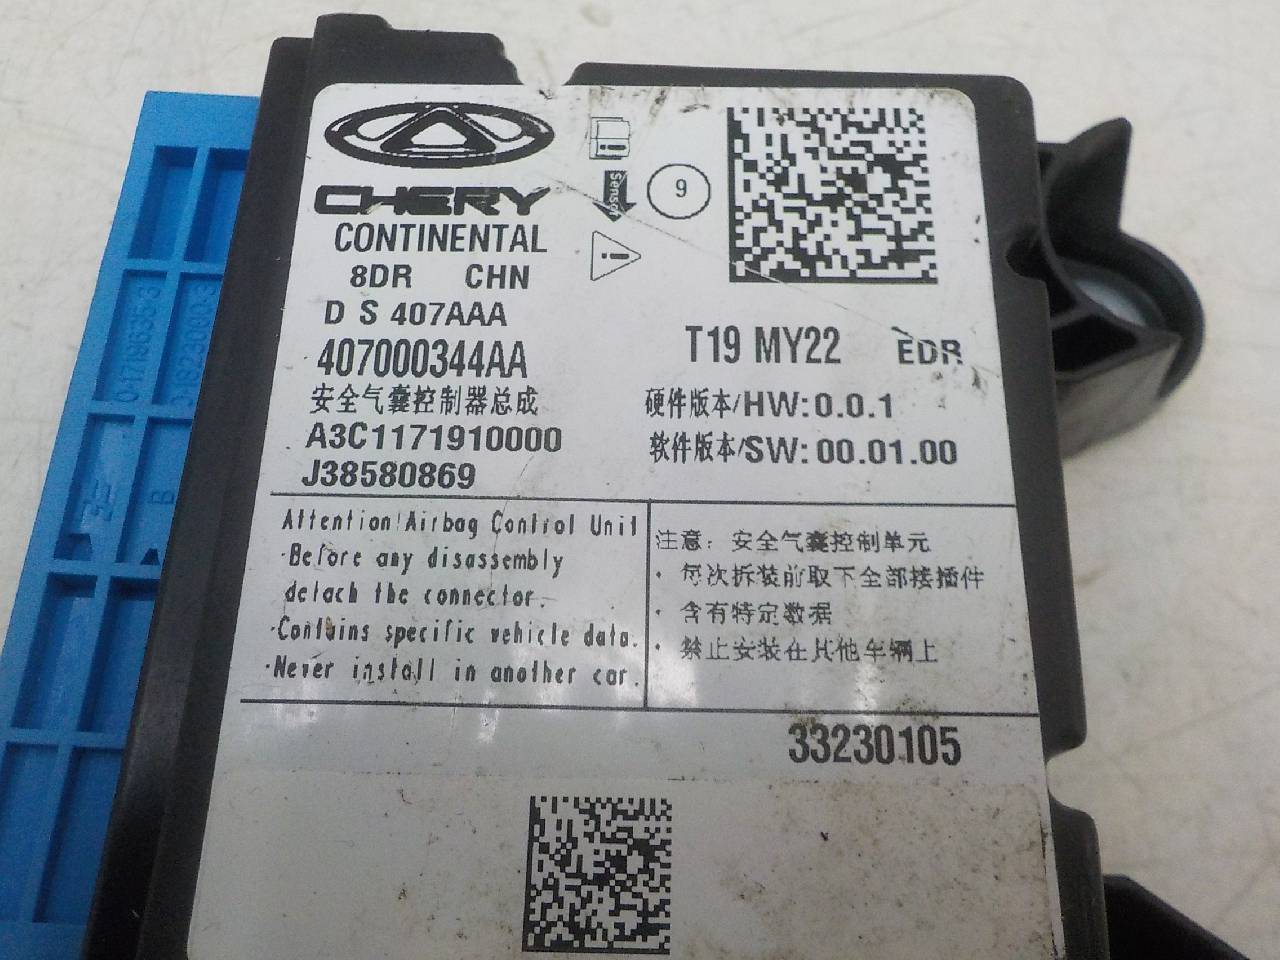 CHERY
Sensor
9
CONTINENTAL
8DR CHN
D S 407AAA
407000344AA
T19 MY22 EDR
安全气囊控制器总成
硬件版本/HW:0.0.1
A3C1171910000
软件版本/SW:00.01.00
J38580869
Attention!Airbag Control Unit
·Before any disassembly
detach the connector.
·Contains specific vehicle data.
·Never install in another car.
注意：安全气囊控制单元
· 每次拆装前取下全部接插件
· 含有特定数据
· 禁止安装在其他车辆上
33230105
B